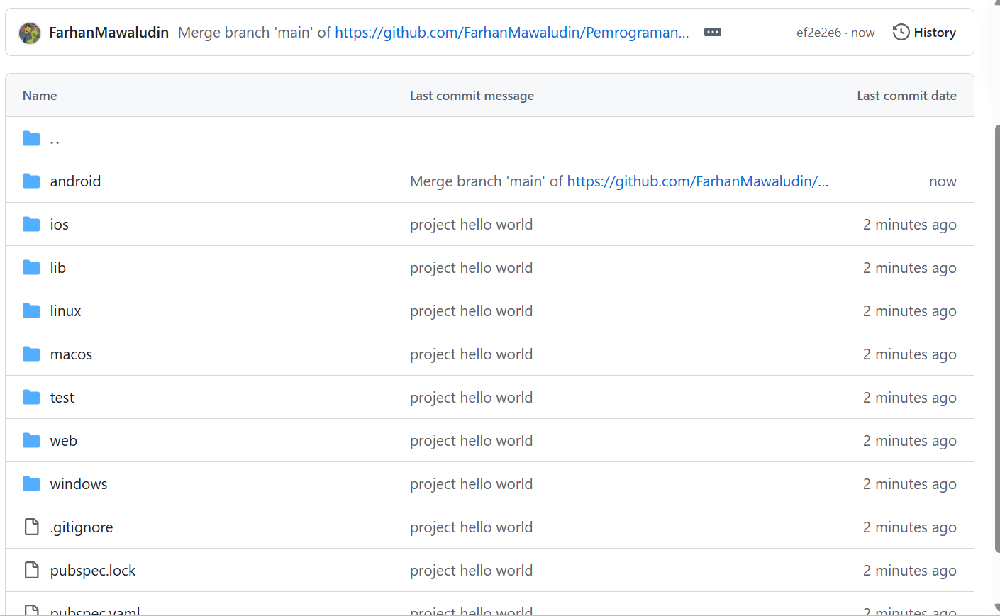 FarhanMawaludin Merge branch 'main' of https://github.com/FarhanMawaludin/Pemrograman... ef2e2e6 · now History
Name Last commit message Last commit date
..
android Merge branch 'main' of https://github.com/FarhanMawaludin/... now
ios project hello world 2 minutes ago
lib project hello world 2 minutes ago
linux project hello world 2 minutes ago
macos project hello world 2 minutes ago
test project hello world 2 minutes ago
web project hello world 2 minutes ago
windows project hello world 2 minutes ago
.gitignore project hello world 2 minutes ago
pubspec.lock project hello world 2 minutes ago
pubspec.yaml project hello world 2 minutes ago